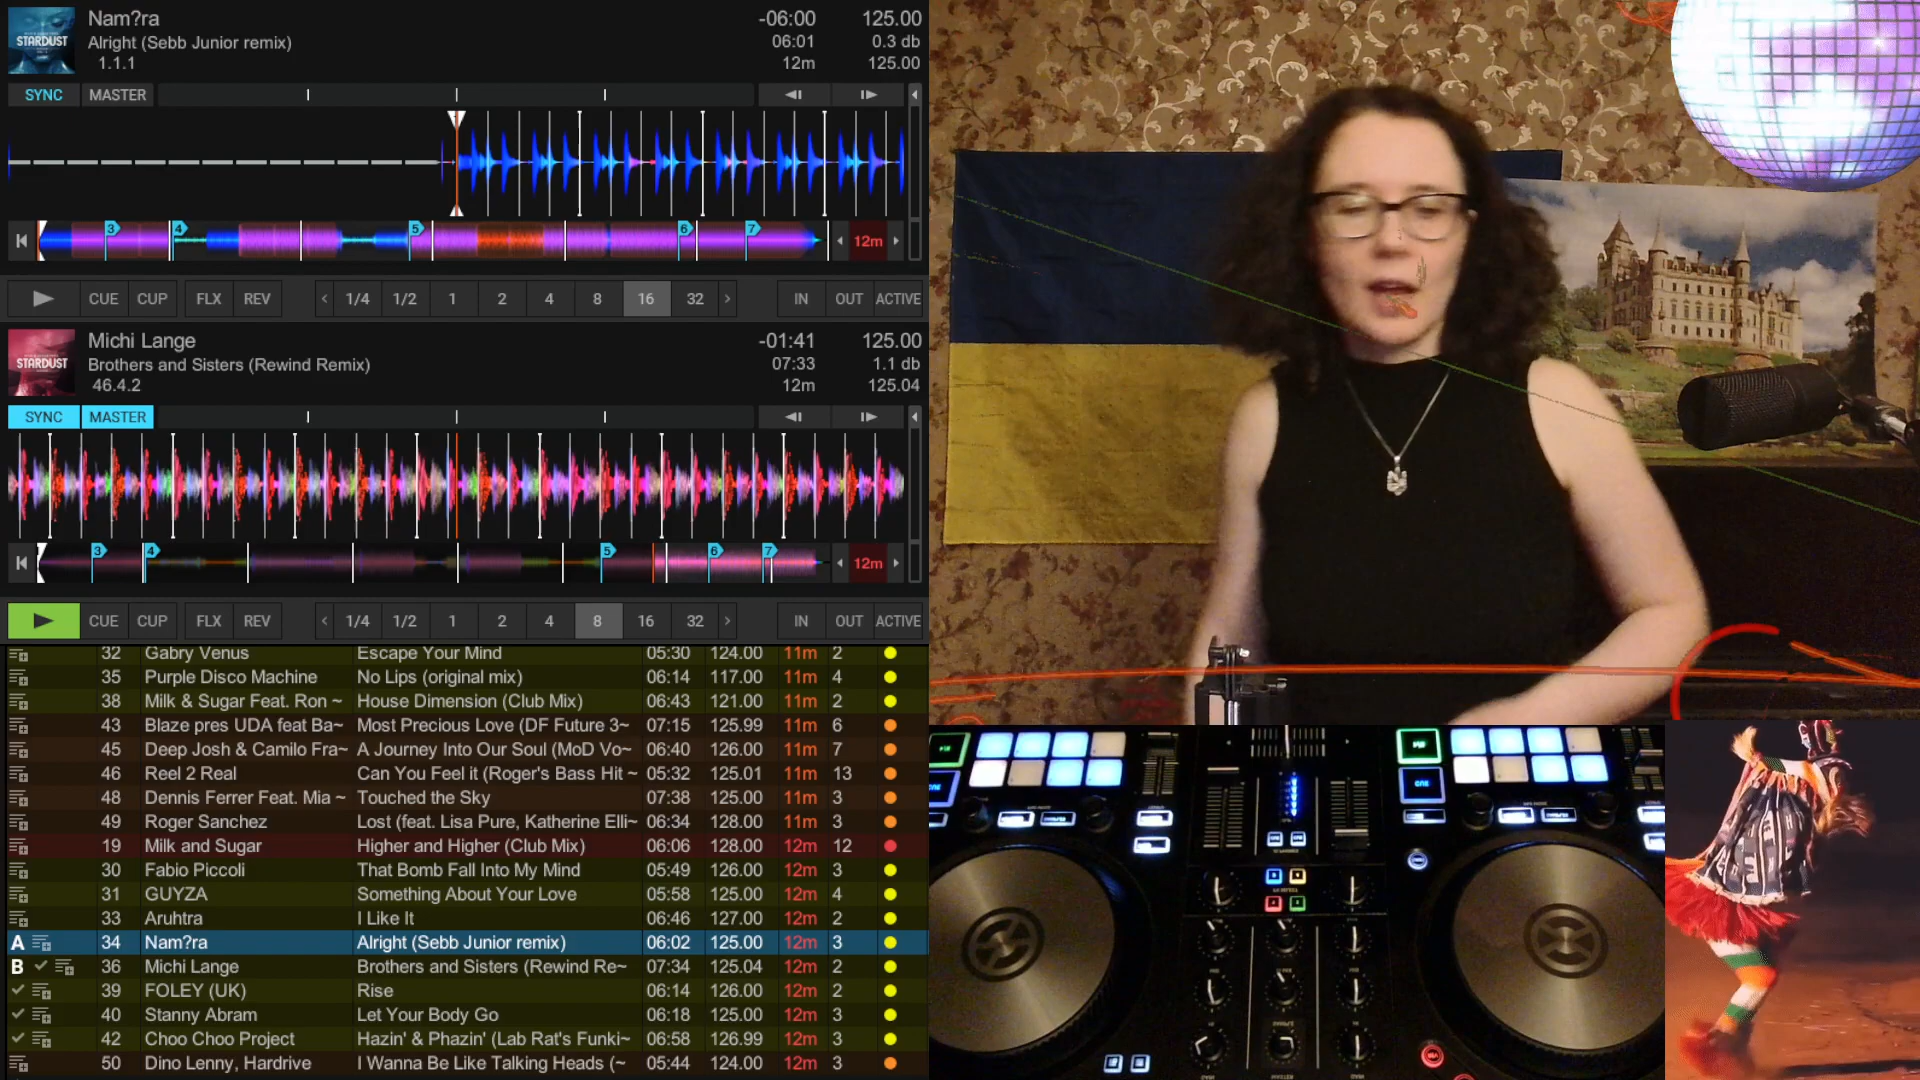 STARDUST
Nam?ra
-06:00 125.00
Alright (Sebb Junior remix)
06:01 0.3 db
1.1.1
12m 125.00
SYNC MASTER
3 4 5 6 7
12m
CUE CUP FLX REV 1/4 1/2 1 2 4 8 16 32 IN OUT ACTIVE
STARDUST
Michi Lange
-01:41 125.00
Brothers and Sisters (Rewind Remix)
07:33 1.1 db
46.4.2
12m 125.04
SYNC MASTER
3 4 5 6 7
12m
CUE CUP FLX REV 1/4 1/2 1 2 4 8 16 32 IN OUT ACTIVE
32 Gabry Venus Escape Your Mind 05:30 124.00 11m 2
35 Purple Disco Machine No Lips (original mix) 06:14 117.00 11m 4
38 Milk & Sugar Feat. Ron ~ House Dimension (Club Mix) 06:43 121.00 11m 2
43 Blaze pres UDA feat Ba~ Most Precious Love (DF Future 3~ 07:15 125.99 11m 6
45 Deep Josh & Camilo Fra~ A Journey Into Our Soul (MoD Vo~ 06:40 126.00 11m 7
46 Reel 2 Real Can You Feel it (Roger's Bass Hit ~ 05:32 125.01 11m 13
48 Dennis Ferrer Feat. Mia ~ Touched the Sky 07:38 125.00 11m 3
49 Roger Sanchez Lost (feat. Lisa Pure, Katherine Elli~ 06:34 128.00 11m 3
19 Milk and Sugar Higher and Higher (Club Mix) 06:06 128.00 12m 12
30 Fabio Piccoli That Bomb Fall Into My Mind 05:49 126.00 12m 3
31 GUYZA Something About Your Love 05:58 125.00 12m 4
33 Aruhtra I Like It 06:46 127.00 12m 2
A 34 Nam?ra Alright (Sebb Junior remix) 06:02 125.00 12m 3
B 36 Michi Lange Brothers and Sisters (Rewind Re~ 07:34 125.04 12m 2
39 FOLEY (UK) Rise 06:14 126.00 12m 2
40 Stanny Abram Let Your Body Go 06:18 125.00 12m 3
42 Choo Choo Project Hazin' & Phazin' (Lab Rat's Funki~ 06:58 126.99 12m 3
50 Dino Lenny, Hardrive I Wanna Be Like Talking Heads (~ 05:44 124.00 12m 3